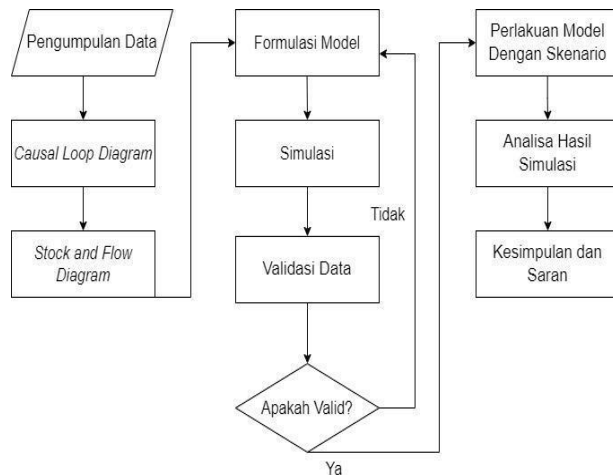 Pengumpulan Data
Causal Loop Diagram
Stock and Flow
Diagram
Formulasi Model
Simulasi
Validasi Data
Apakah Valid?
Tidak
Ya
Perlakuan Model
Dengan Skenario
Analisa Hasil
Simulasi
Kesimpulan dan
Saran